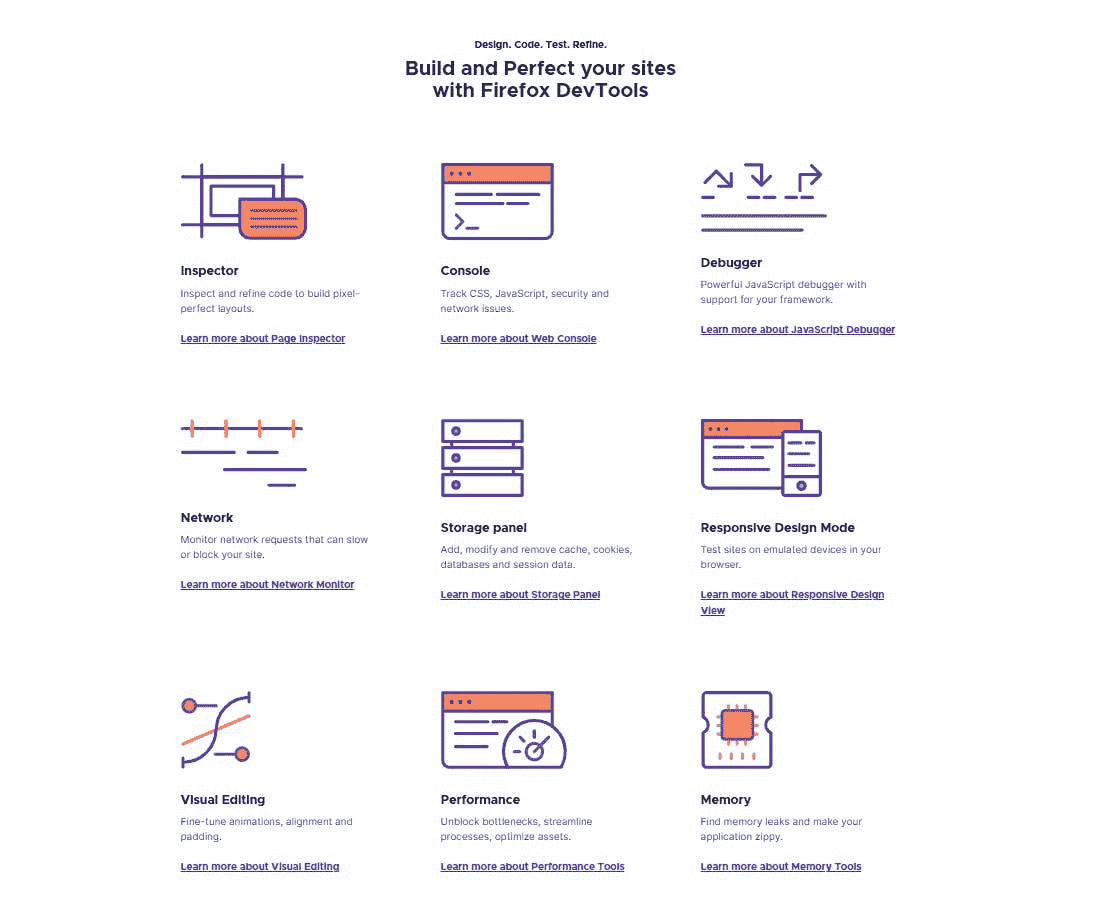 Design. Code. Test. Refine.
Build and Perfect your sites
with Firefox DevTools
Inspector
Inspect and refine code to build pixel-
perfect layouts.
Learn more about Page Inspector
Console
Track CSS, JavaScript, security and
network issues.
Learn more about Web Console
Debugger
Powerful JavaScript debugger with
support for your framework.
Learn more about JavaScript Debugger
Network
Monitor network requests that can slow
or block your site.
Learn more about Network Monitor
Storage panel
Add, modify and remove cache, cookies,
databases and session data.
Learn more about Storage Panel
Responsive Design Mode
Test sites on emulated devices in your
browser.
Learn more about Responsive Design
View
Visual Editing
Fine-tune animations, alignment and
padding.
Learn more about Visual Editing
Performance
Unblock bottlenecks, streamline
processes, optimize assets.
Learn more about Performance Tools
Memory
Find memory leaks and make your
application zippy.
Learn more about Memory Tools